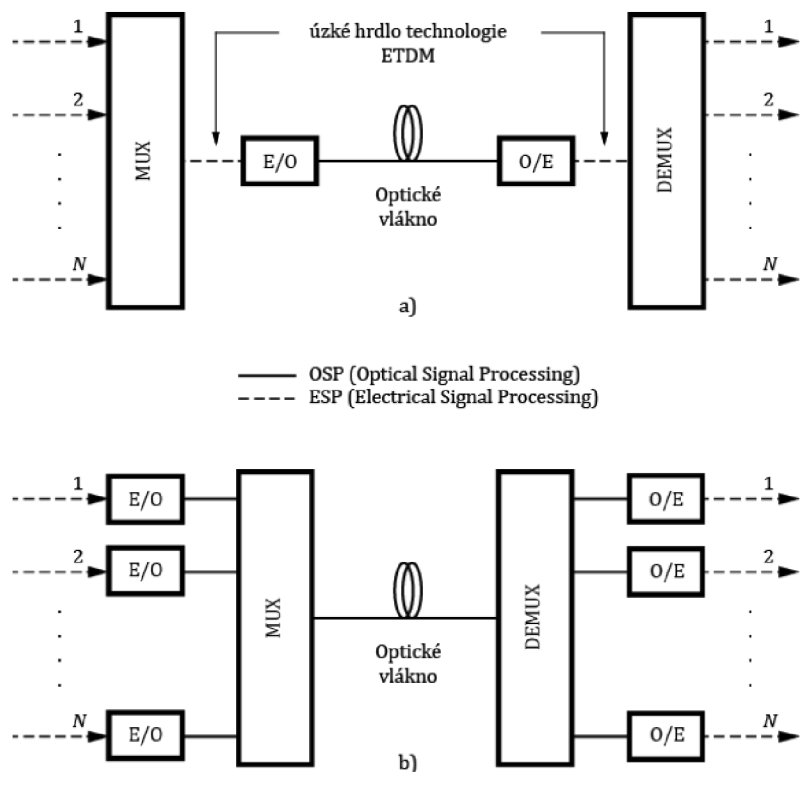 1
úzké hrdlo technologie
ETDM
1
2
2
MUX
E/O
O/E
DEMUX
Optické
vlákno
N
N
a)
OSP (Optical Signal Processing)
ESP (Electrical Signal Processing)
1
E/O
O/E
1
2
E/O
O/E
2
MUX
DEMUX
Optické
vlákno
N
E/O
O/E
N
b)